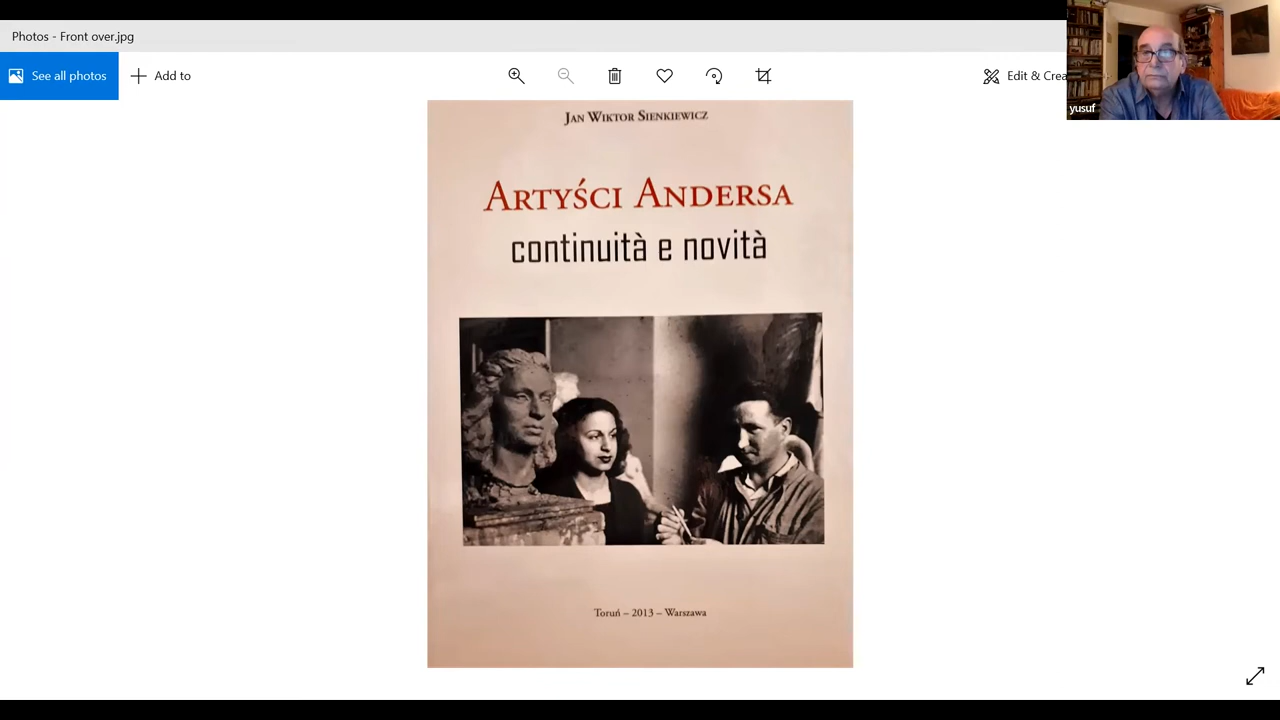 Photos - Front over.jpg
See all photos
Add to
Edit & Crea
yusuf
Jan Wiktor Sienkiewicz
Artyści Andersa
continuità e novità
Toruń – 2013 – Warszawa